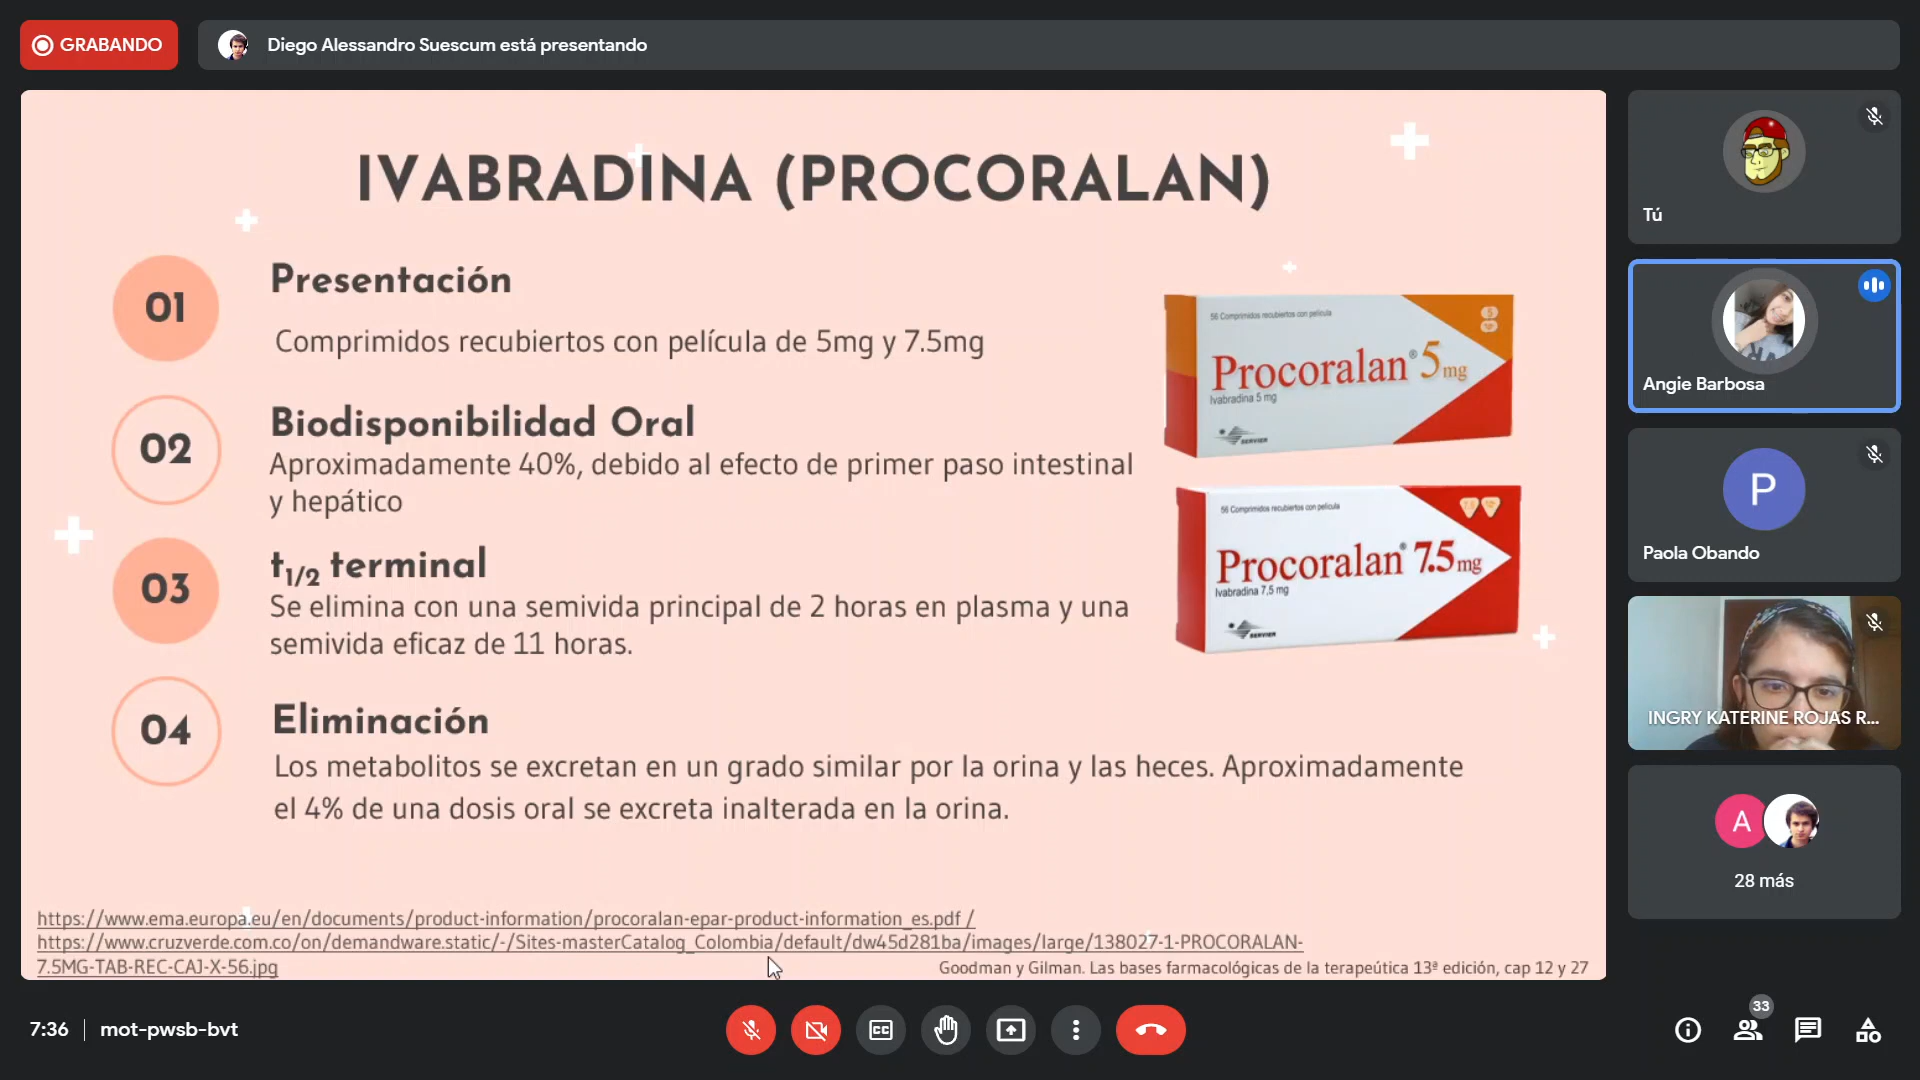 GRABANDO
Diego Alessandro Suescum está presentando
IVABRADINA (PROCORALAN)
01
Presentación
Comprimidos recubiertos con película de 5mg y 7.5mg
02
Biodisponibilidad Oral
Aproximadamente 40%, debido al efecto de primer paso intestinal
y hepático
03
t1/2 terminal
Se elimina con una semivida principal de 2 horas en plasma y una
semivida eficaz de 11 horas.
04
Eliminación
Los metabolitos se excretan en un grado similar por la orina y las heces. Aproximadamente
el 4% de una dosis oral se excreta inalterada en la orina.
56 Comprimidos recubiertos con película
Procoralan® 5mg
Ivabradina 5 mg
SERVIER
56 Comprimidos recubiertos con película
Procoralan® 7.5mg
Ivabradina 7,5 mg
SERVIER
https://www.ema.europa.eu/en/documents/product-information/procoralan-epar-product-information_es.pdf /
https://www.cruzverde.com.co/on/demandware.static/-/Sites-masterCatalog_Colombia/default/dw45d281ba/images/large/138027-1-PROCORALAN-
7.5MG-TAB-REC-CAJ-X-56.jpg
Goodman y Gilman. Las bases farmacológicas de la terapeútica 13ª edición, cap 12 y 27
Tú
Angie Barbosa
P
Paola Obando
INGRY KATERINE ROJAS R...
A
28 más
7:36
mot-pwsb-bvt
CC
33